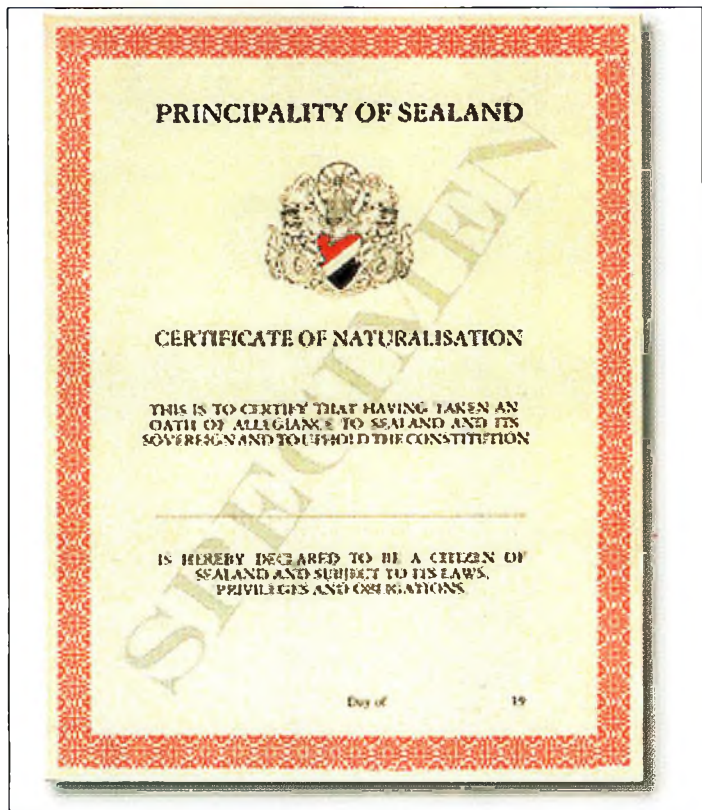 PRINCIPALITY OF SEALAND
SPECIMEN
CERTIFICATE OF NATURALISATION
THIS IS TO CERTIFY THAT HAVING TAKEN AN
OATH OF ALLEGIANCE TO SEALAND AND ITS
SOVEREIGN AND TO UPHOLD THE CONSTITUTION
IS HEREBY DECLARED TO BE A CITIZEN OF
SEALAND AND SUBJECT TO ITS LAWS,
PRIVILEGES AND OBLIGATIONS
Day of 19